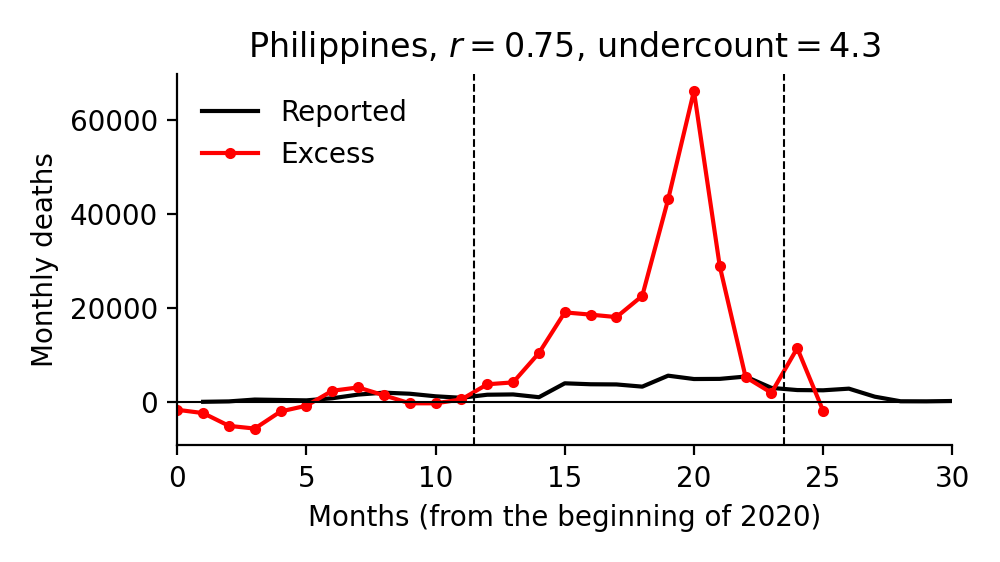 Philippines, r = 0.75, undercount = 4.3
Reported
Excess
60000
40000
20000
0
Monthly deaths
0 5 10 15 20 25 30
Months (from the beginning of 2020)